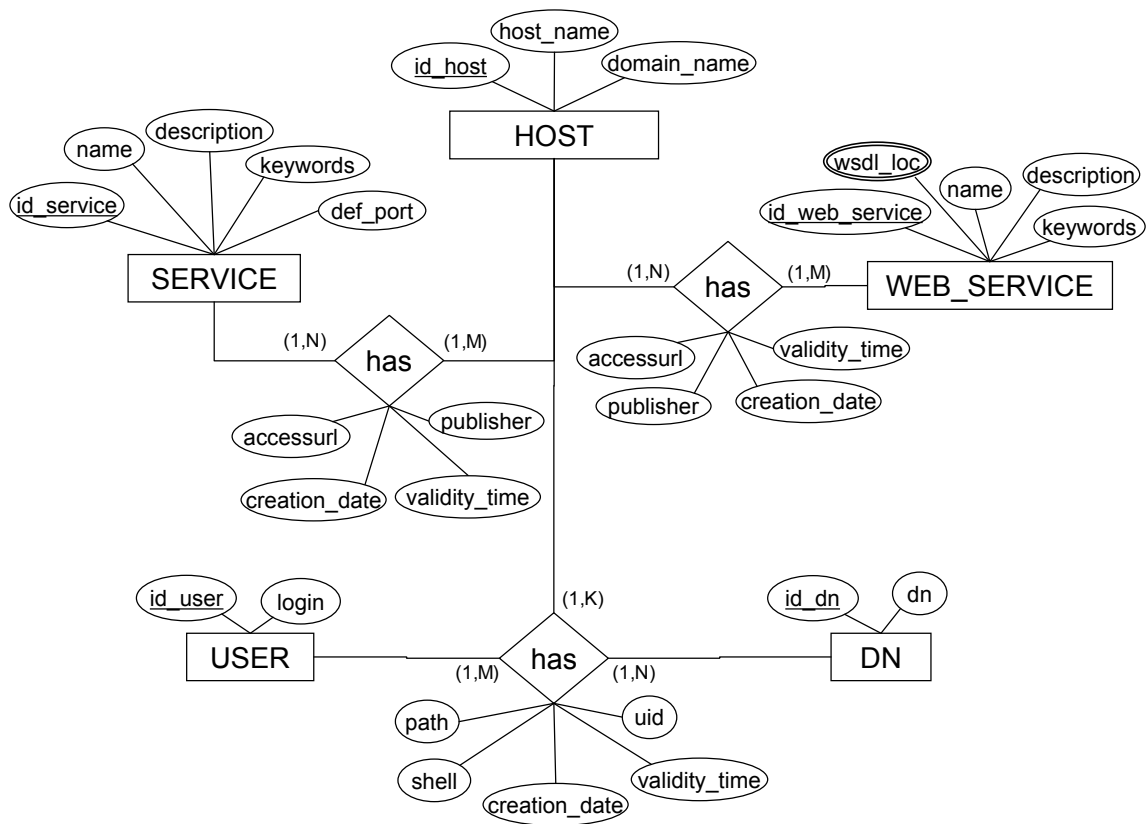 host_name
id_host
domain_name
HOST
description
name
keywords
id_service
def_port
SERVICE
wsdl_loc
name
description
id_web_service
keywords
WEB_SERVICE
(1,N)
has
(1,M)
accessurl
validity_time
publisher
creation_date
(1,N)
has
(1,M)
accessurl
publisher
creation_date
validity_time
id_user
login
USER
(1,K)
(1,M)
has
(1,N)
id_dn
dn
DN
path
uid
shell
validity_time
creation_date